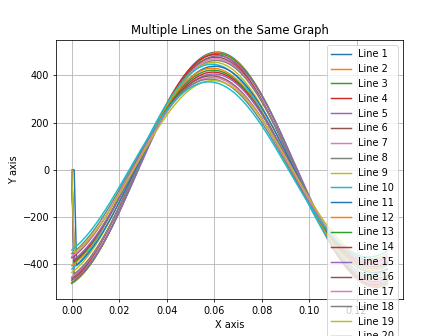 Multiple Lines on the Same Graph
400
200
0
−200
−400
Y axis
0.00
0.02
0.04
0.06
0.08
0.10
X axis
Line 1
Line 2
Line 3
Line 4
Line 5
Line 6
Line 7
Line 8
Line 9
Line 10
Line 11
Line 12
Line 13
Line 14
Line 15
Line 16
Line 17
Line 18
Line 19